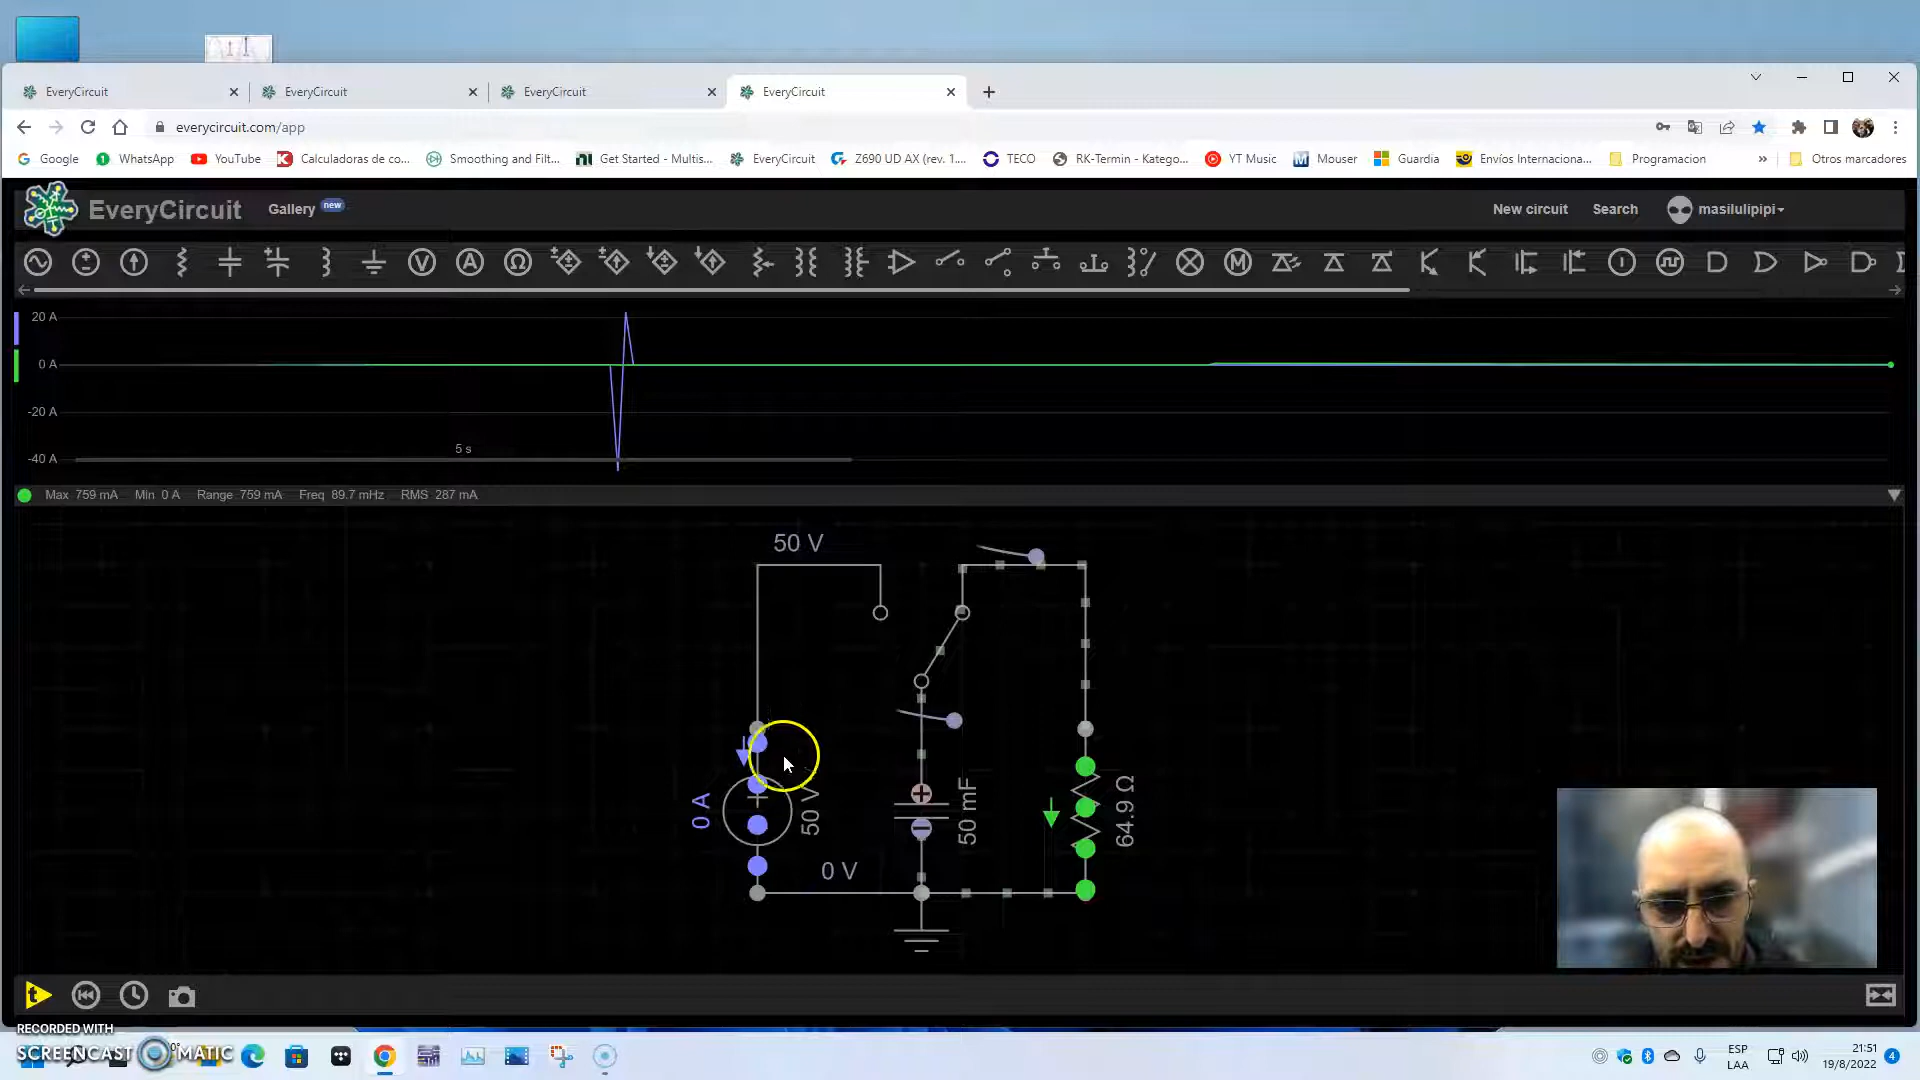 EveryCircuit
EveryCircuit
EveryCircuit
EveryCircuit
everycircuit.com/app
Google
WhatsApp
YouTube
Calculadoras de co...
Smoothing and Filt...
Get Started - Multis...
EveryCircuit
Z690 UD AX (rev. 1....
TECO
RK-Termin - Katego...
YT Music
Mouser
Guardia
Envíos Internaciona...
Programacion
»
Otros marcadores
EveryCircuit
Gallery new
New circuit
Search
masilulipipi
20 A
0 A
-20 A
-40 A
5 s
Max 759 mA Min 0 A Range 759 mA Freq 89.7 mHz RMS 287 mA
50 V
0 A
50 V
50 mF
64.9 Ω
0 V
t
RECORDED WITH
SCREENCAST MATIC
ESP
LAA
21:51
19/8/2022
4